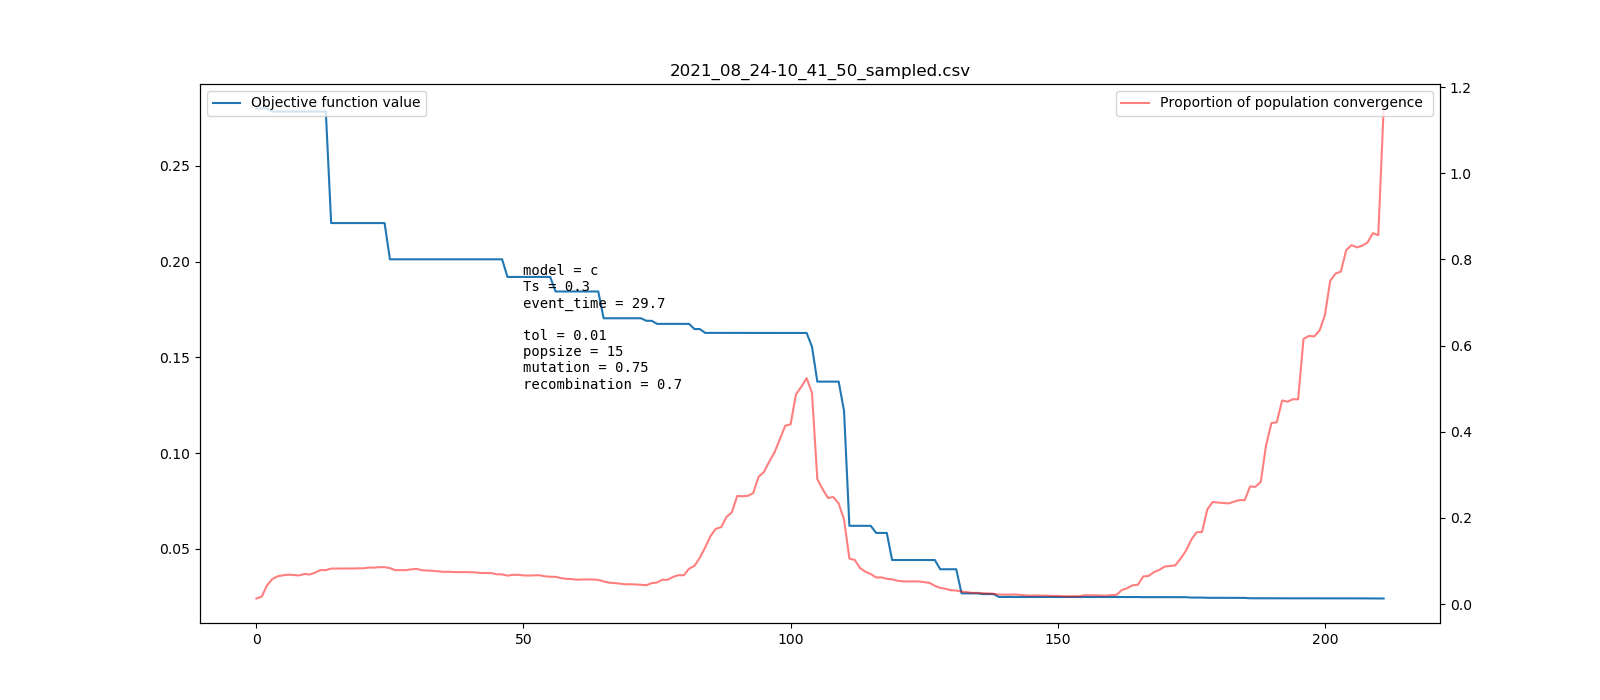 2021_08_24-10_41_50_sampled.csv
Objective function value
Proportion of population convergence
0.25
0.20
0.15
0.10
0.05
1.2
1.0
0.8
0.6
0.4
0.2
0.0
model = c
Ts = 0.3
event_time = 29.7
tol = 0.01
popsize = 15
mutation = 0.75
recombination = 0.7
0 50 100 150 200